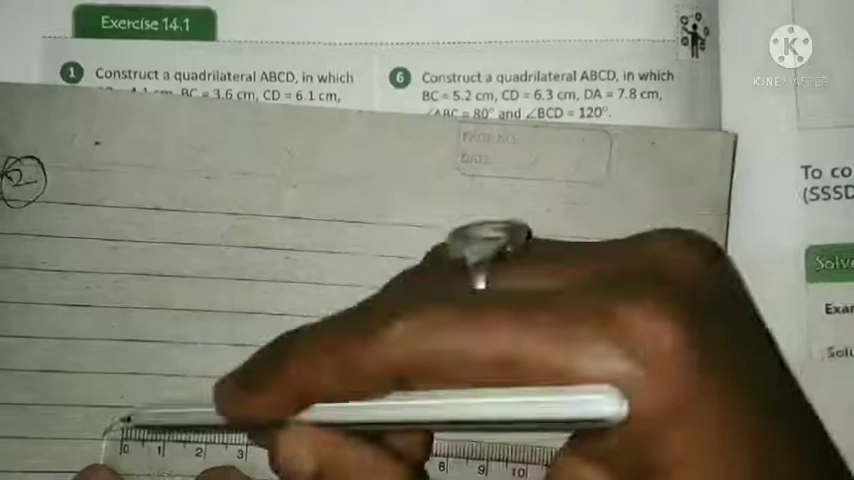 Exercise 14.1
1 Construct a quadrilateral ABCD, in which
BC = 3.6 cm, CD = 6.1 cm,
6 Construct a quadrilateral ABCD, in which
BC = 5.2 cm, CD = 6.3 cm, DA = 7.8 cm,
∠ABC = 80° and ∠BCD = 120°.
KINEMASTER
PAGE NO.
DATE
2
To co
(SSSD
Solve
Exar
Solu
0 1 2 3 8 9 10